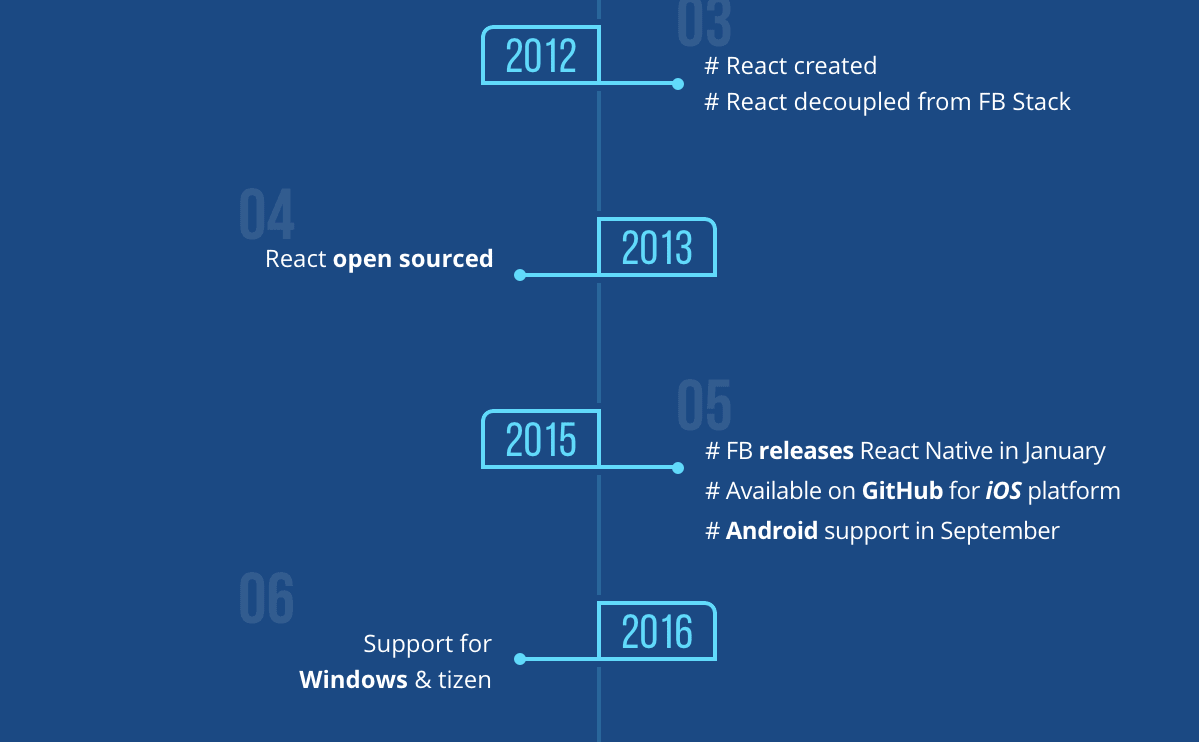 03
2012
# React created
# React decoupled from FB Stack
04
2013
React open sourced
05
2015
# FB releases React Native in January
# Available on GitHub for iOS platform
# Android support in September
06
2016
Support for
Windows & tizen